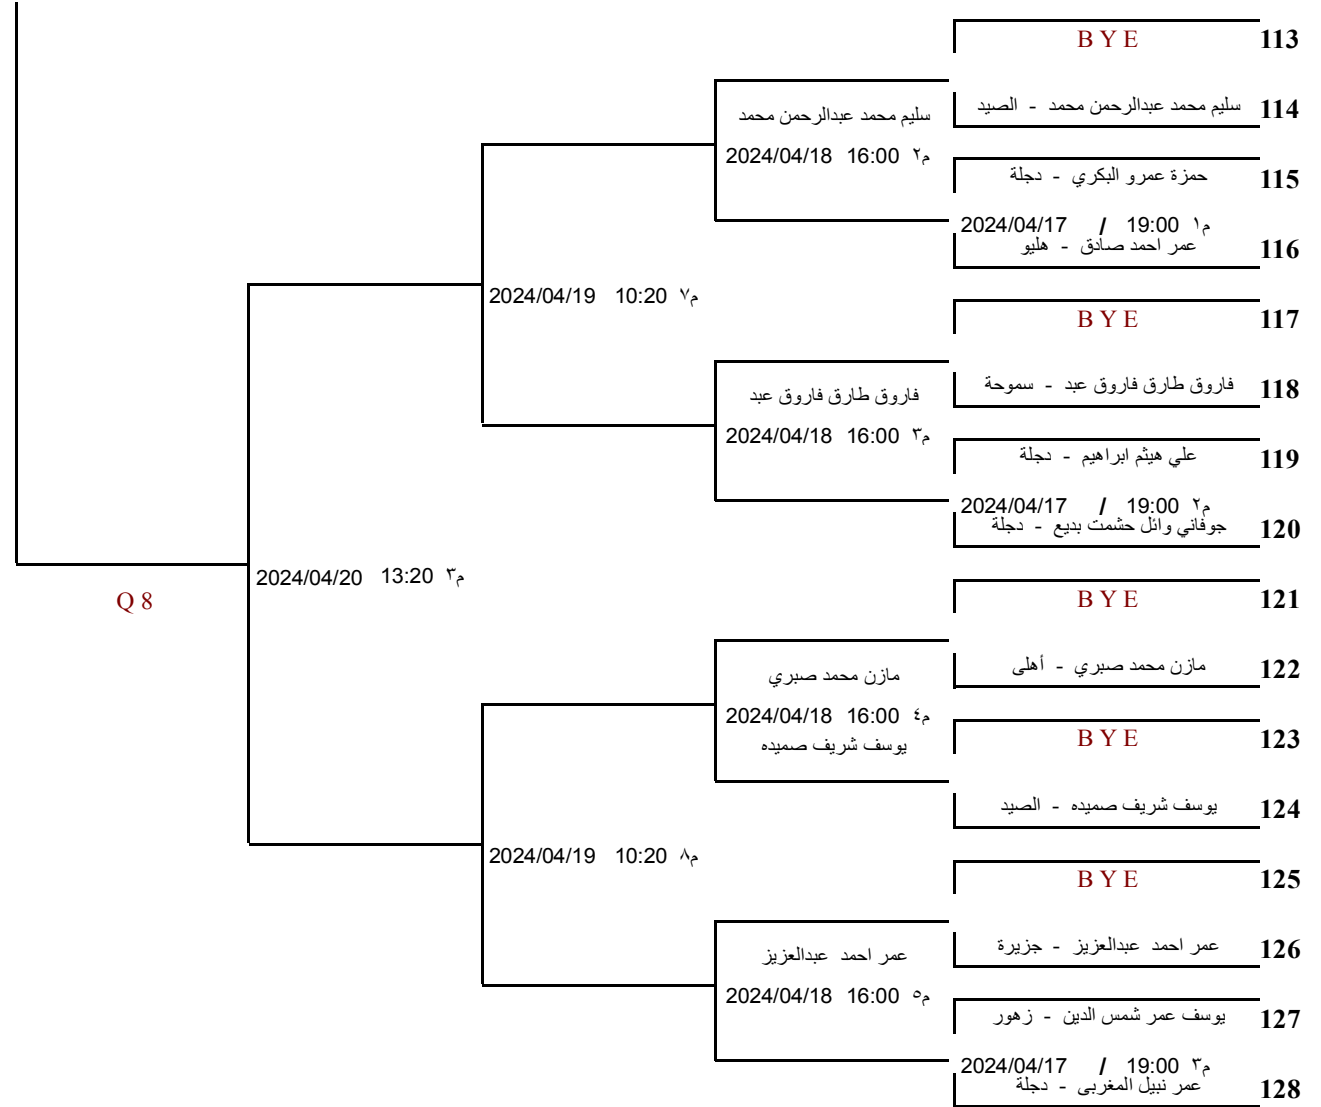 B Y E 113
سليم محمد عبدالرحمن محمد - الصيد 114
سليم محمد عبدالرحمن محمد
2024/04/18 16:00 م٢
حمزة عمرو البكري - دجلة 115
2024/04/17 / 19:00 م١
عمر احمد صادق - هليو 116
2024/04/19 10:20 م٧
B Y E 117
فاروق طارق فاروق عبد - سموحة 118
فاروق طارق فاروق عبد
2024/04/18 16:00 م٣
علي هيثم ابراهيم - دجلة 119
2024/04/17 / 19:00 م٢
جوفاني وائل حشمت بديع - دجلة 120
2024/04/20 13:20 م٣
Q 8
B Y E 121
مازن محمد صبري - أهلى 122
مازن محمد صبري
2024/04/18 16:00 م٤
B Y E 123
يوسف شريف صميده
يوسف شريف صميده - الصيد 124
2024/04/19 10:20 م٨
B Y E 125
عمر احمد عبدالعزيز - جزيرة 126
عمر احمد عبدالعزيز
2024/04/18 16:00 م٥
يوسف عمر شمس الدين - زهور 127
2024/04/17 / 19:00 م٣
عمر نبيل المغربى - دجلة 128